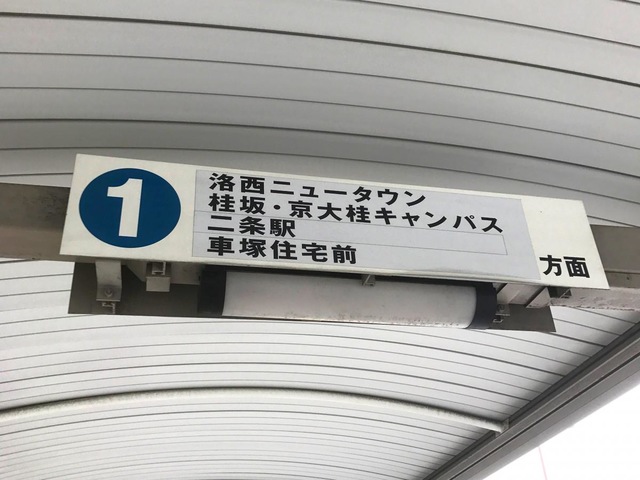 1
洛西ニュータウン
桂坂・京大桂キャンパス
二条駅
車塚住宅前
方面